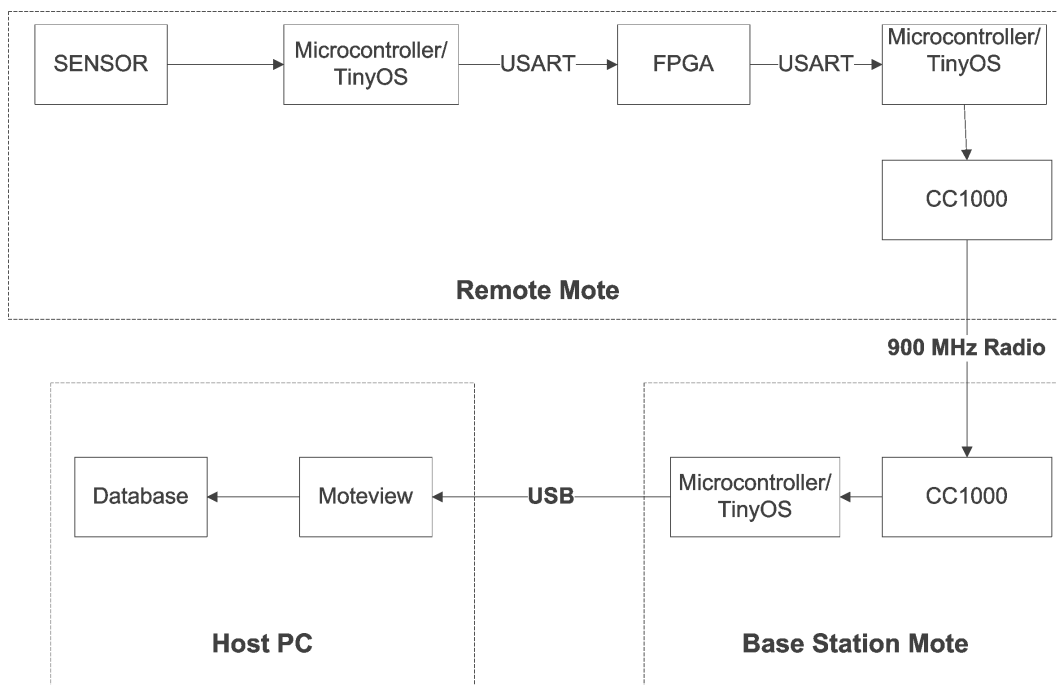 SENSOR
Microcontroller/
TinyOS
USART
FPGA
USART
Microcontroller/
TinyOS
CC1000
Remote Mote
900 MHz Radio
Database
Moteview
USB
Microcontroller/
TinyOS
CC1000
Host PC
Base Station Mote